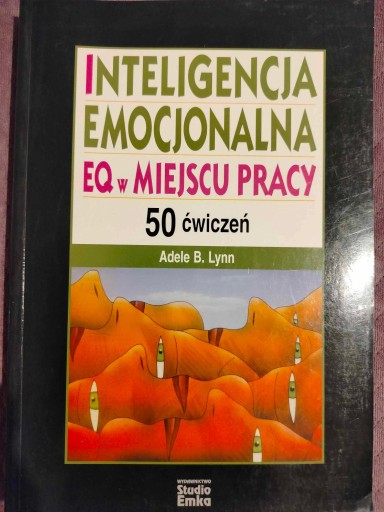 INTELIGENCJA
EMOCJONALNA
EQ W MIEJSCU PRACY
50 ćwiczeń
Adele B. Lynn
WYDAWNICTWO
Studio
Emka